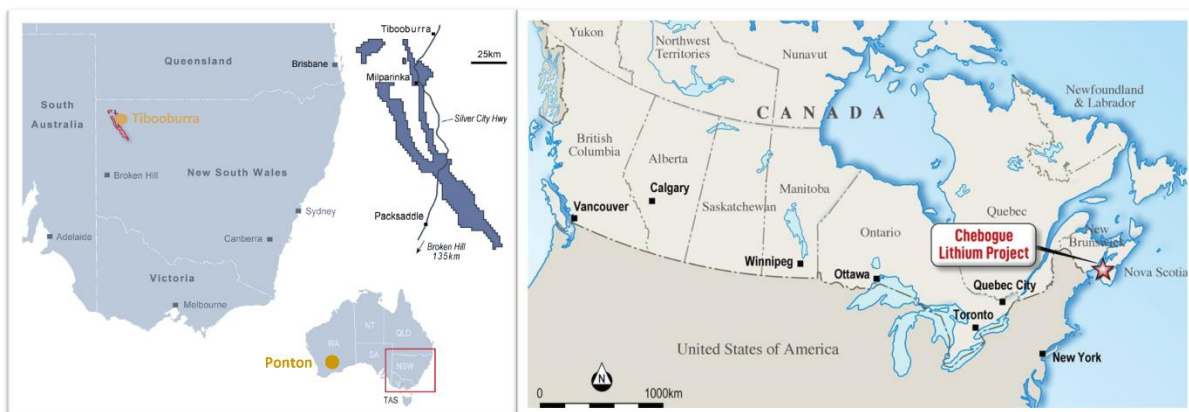 Tibooburra
25km
Milparinka
Silver City Hwy
Packsaddle
Broken Hill
135km
Queensland
Brisbane
South
Australia
Tibooburra
Broken Hill
New South Wales
Sydney
Adelaide
Canberra
Victoria
Melbourne
Ponton
WA
NT
QLD
SA
NSW
TAS
Yukon
Northwest
Territories
Nunavut
CANADA
Newfoundland
& Labrador
British
Columbia
Alberta
Calgary
Manitoba
Saskatchewan
Vancouver
Quebec
Ontario
Chebogue
Lithium Project
New
Brunswick
Winnipeg
Ottawa
Nova Scotia
Quebec City
Toronto
United States of America
New York
N
0
1000km